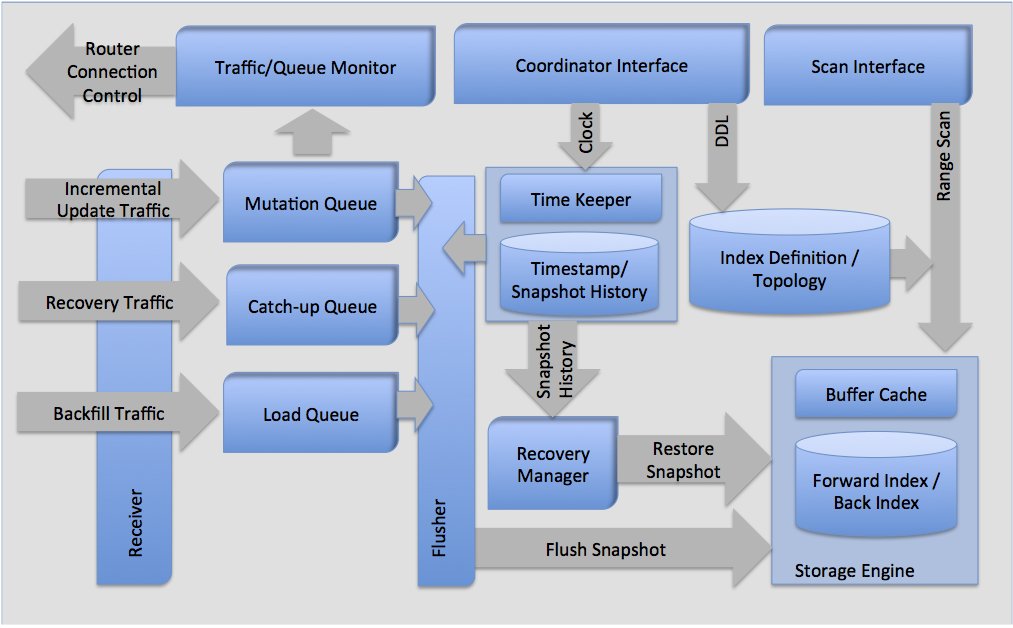 Router
Connection
Control
Traffic/Queue Monitor
Coordinator Interface
Scan Interface
Clock
DDL
Range Scan
Incremental
Update Traffic
Mutation Queue
Time Keeper
Timestamp/
Snapshot History
Index Definition /
Topology
Recovery Traffic
Catch-up Queue
Snapshot
History
Backfill Traffic
Load Queue
Buffer Cache
Recovery
Manager
Restore
Snapshot
Forward Index /
Back Index
Receiver
Flusher
Flush Snapshot
Storage Engine